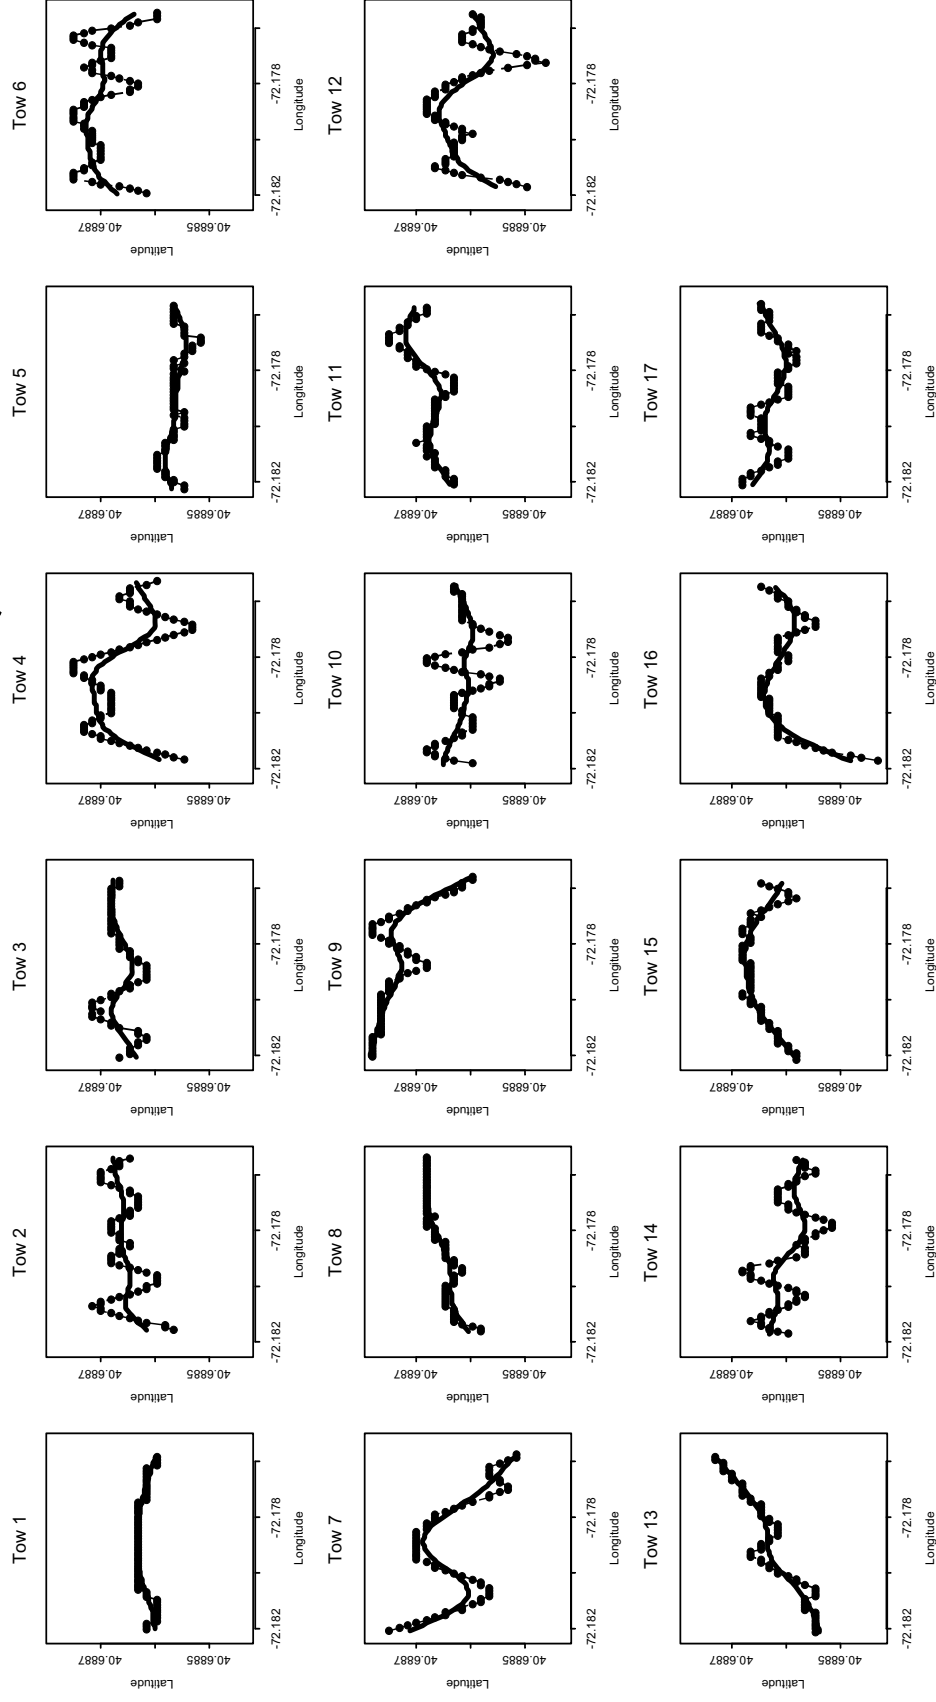 Tow 1
Latitude
40.6887
40.6885
-72.182
-72.178
Longitude
Tow 2
Latitude
40.6887
40.6885
-72.182
-72.178
Longitude
Tow 3
Latitude
40.6887
40.6885
-72.182
-72.178
Longitude
Tow 4
Latitude
40.6887
40.6885
-72.182
-72.178
Longitude
Tow 5
Latitude
40.6887
40.6885
-72.182
-72.178
Longitude
Tow 6
Latitude
40.6887
40.6885
-72.182
-72.178
Longitude
Tow 7
Latitude
40.6887
40.6885
-72.182
-72.178
Longitude
Tow 8
Latitude
40.6887
40.6885
-72.182
-72.178
Longitude
Tow 9
Latitude
40.6887
40.6885
-72.182
-72.178
Longitude
Tow 10
Latitude
40.6887
40.6885
-72.182
-72.178
Longitude
Tow 11
Latitude
40.6887
40.6885
-72.182
-72.178
Longitude
Tow 12
Latitude
40.6887
40.6885
-72.182
-72.178
Longitude
Tow 13
Latitude
40.6887
40.6885
-72.182
-72.178
Longitude
Tow 14
Latitude
40.6887
40.6885
-72.182
-72.178
Longitude
Tow 15
Latitude
40.6887
40.6885
-72.182
-72.178
Longitude
Tow 16
Latitude
40.6887
40.6885
-72.182
-72.178
Longitude
Tow 17
Latitude
40.6887
40.6885
-72.182
-72.178
Longitude